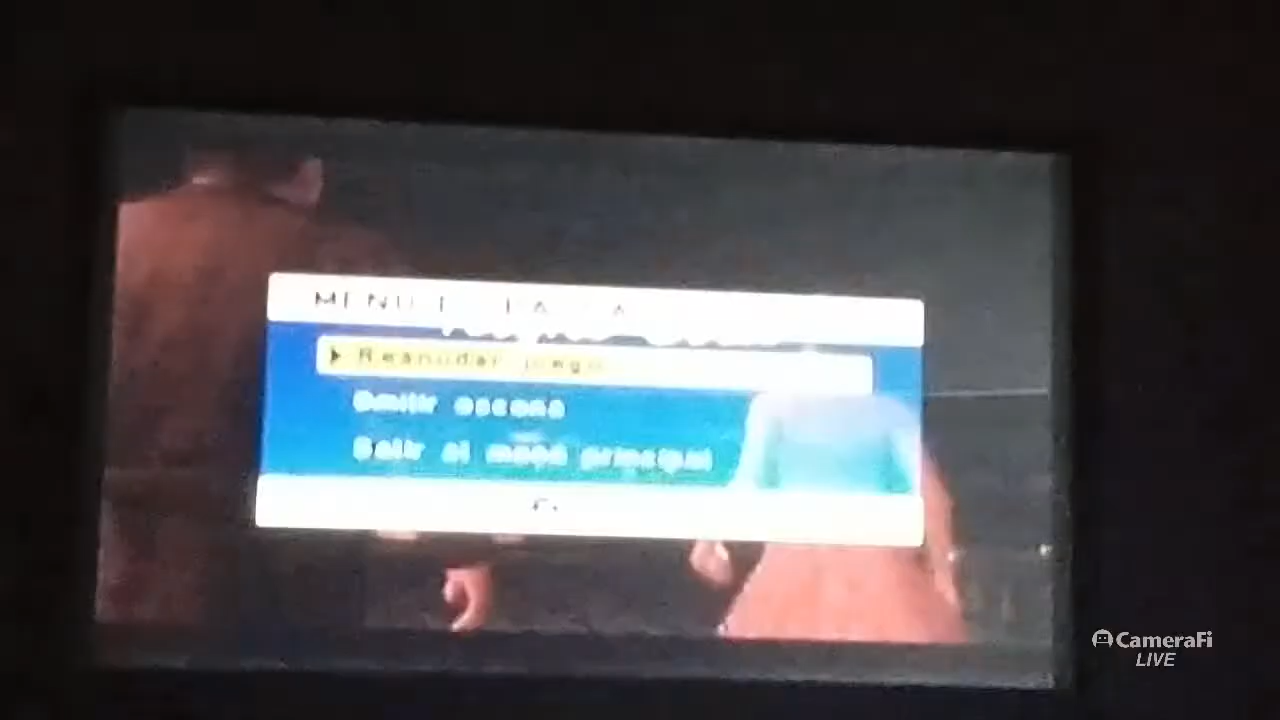 ▶ Reanudar juego
Omitir escena
Salir al menú principal
CameraFi
LIVE